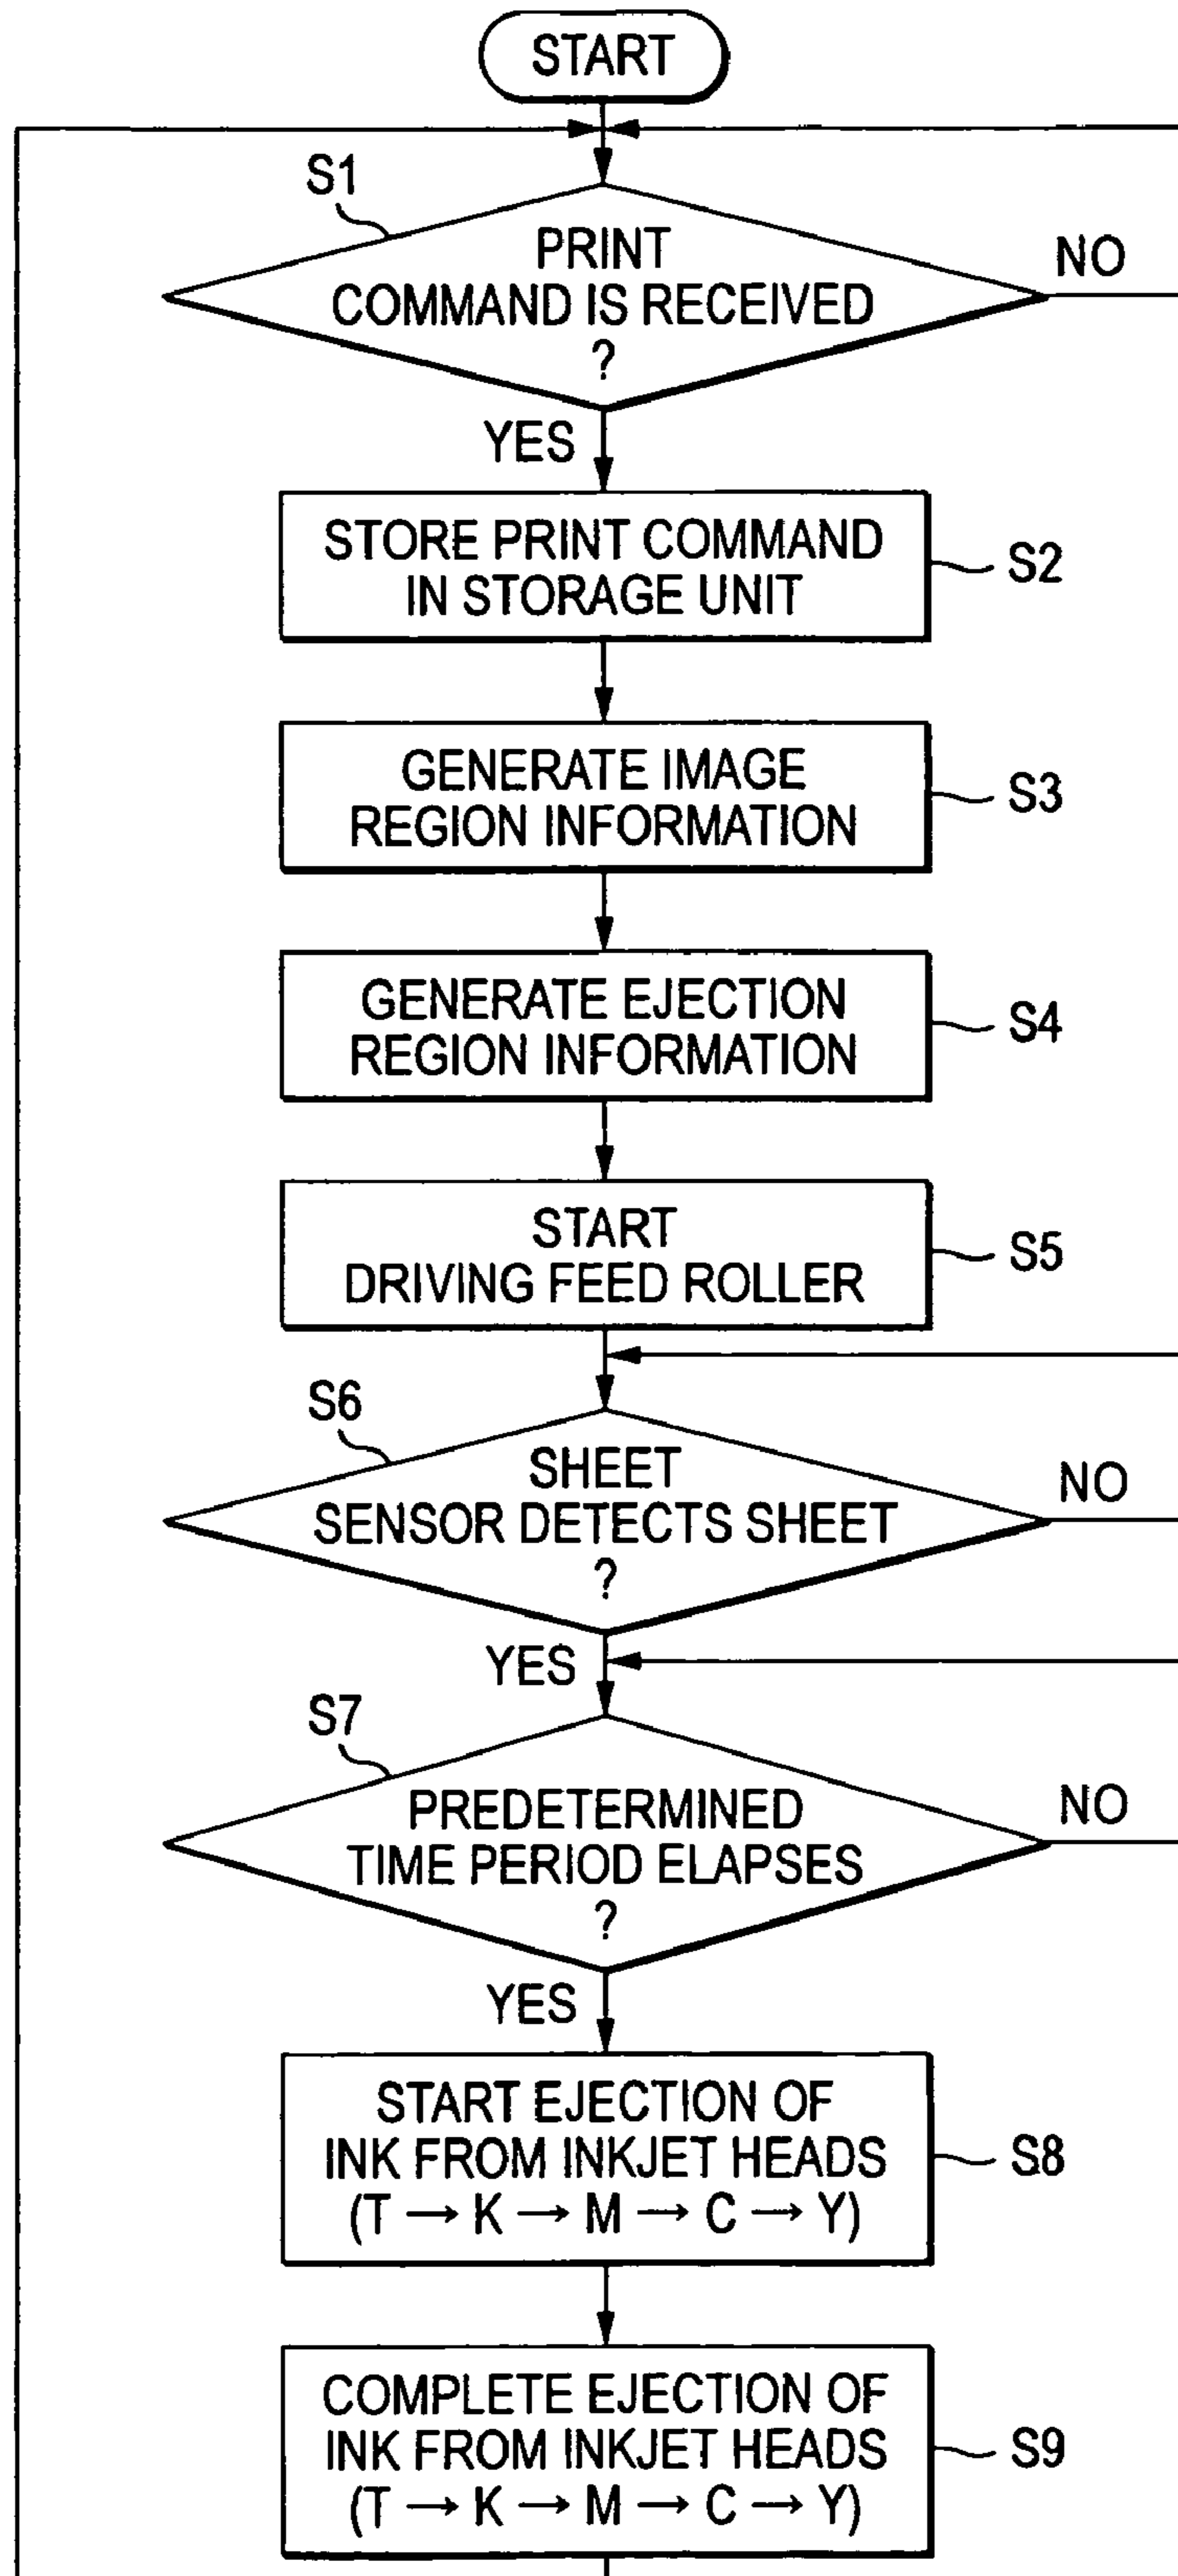 START
S1
PRINT
COMMAND IS RECEIVED
?
NO
YES
STORE PRINT COMMAND
IN STORAGE UNIT
S2
GENERATE IMAGE
REGION INFORMATION
S3
GENERATE EJECTION
REGION INFORMATION
S4
START
DRIVING FEED ROLLER
S5
S6
SHEET
SENSOR DETECTS SHEET
?
NO
YES
S7
PREDETERMINED
TIME PERIOD ELAPSES
?
NO
YES
START EJECTION OF
INK FROM INKJET HEADS
(T → K → M → C → Y)
S8
COMPLETE EJECTION OF
INK FROM INKJET HEADS
(T → K → M → C → Y)
S9